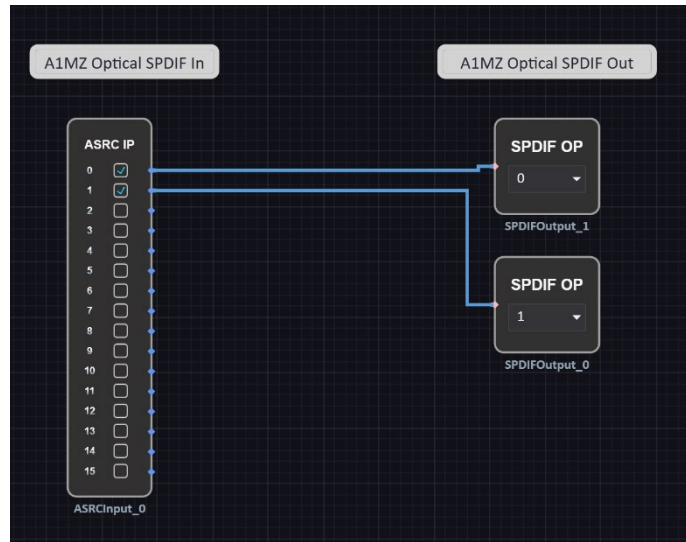 A1MZ Optical SPDIF In
A1MZ Optical SPDIF Out
ASRC IP
0
1
2
3
4
5
6
7
8
9
10
11
12
13
14
15
ASRCInput_0
SPDIF OP
0
SPDIFOutput_1
SPDIF OP
1
SPDIFOutput_0